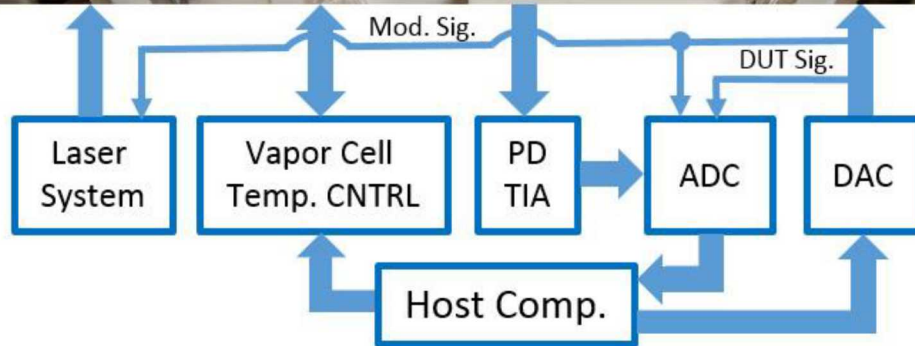 Mod. Sig.
DUT Sig.
Laser
System
Vapor Cell
Temp. CNTRL
PD
TIA
ADC
DAC
Host Comp.